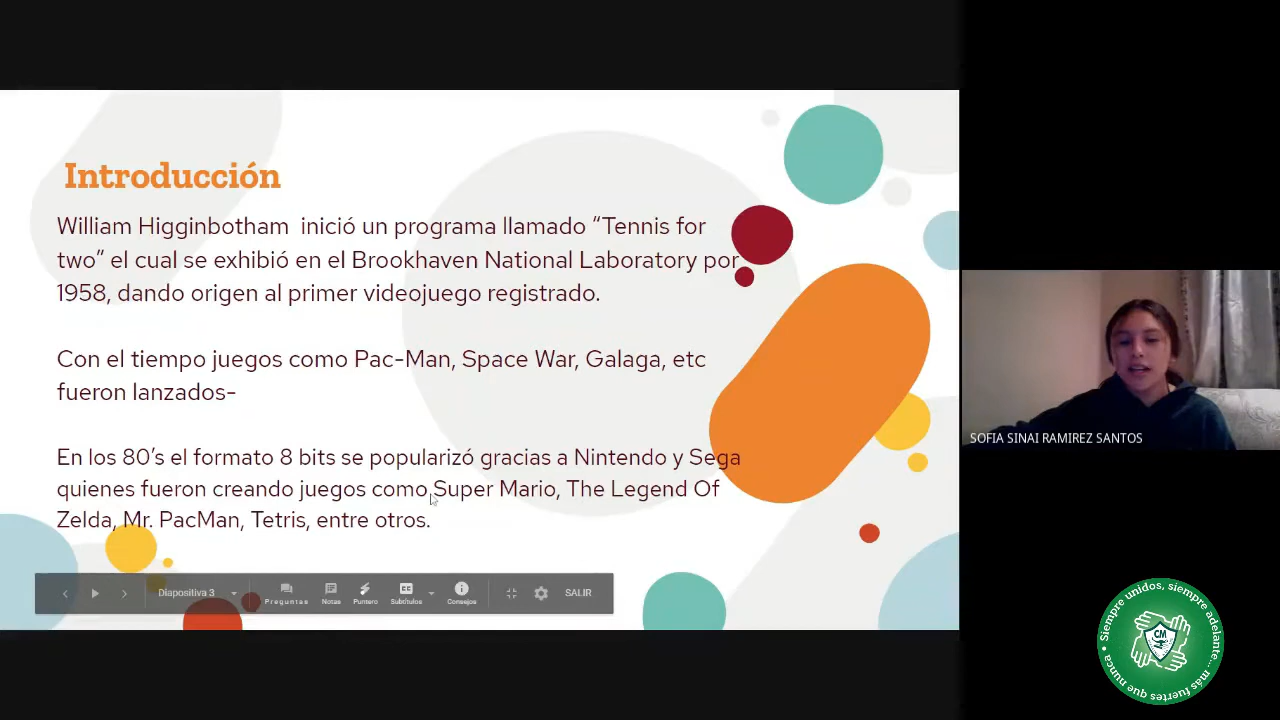 Introducción
William Higginbotham inició un programa llamado “Tennis for
two” el cual se exhibió en el Brookhaven National Laboratory por
1958, dando origen al primer videojuego registrado.
Con el tiempo juegos como Pac-Man, Space War, Galaga, etc
fueron lanzados-
En los 80’s el formato 8 bits se popularizó gracias a Nintendo y Sega
quienes fueron creando juegos como Super Mario, The Legend Of
Zelda, Mr. PacMan, Tetris, entre otros.
Diapositiva 3
Preguntas
Notas
Puntero
Subtítulos
Consejos
SALIR
SOFIA SINAI RAMIREZ SANTOS
Siempre unidos, siempre adelante... más fuertes que nunca •
CM